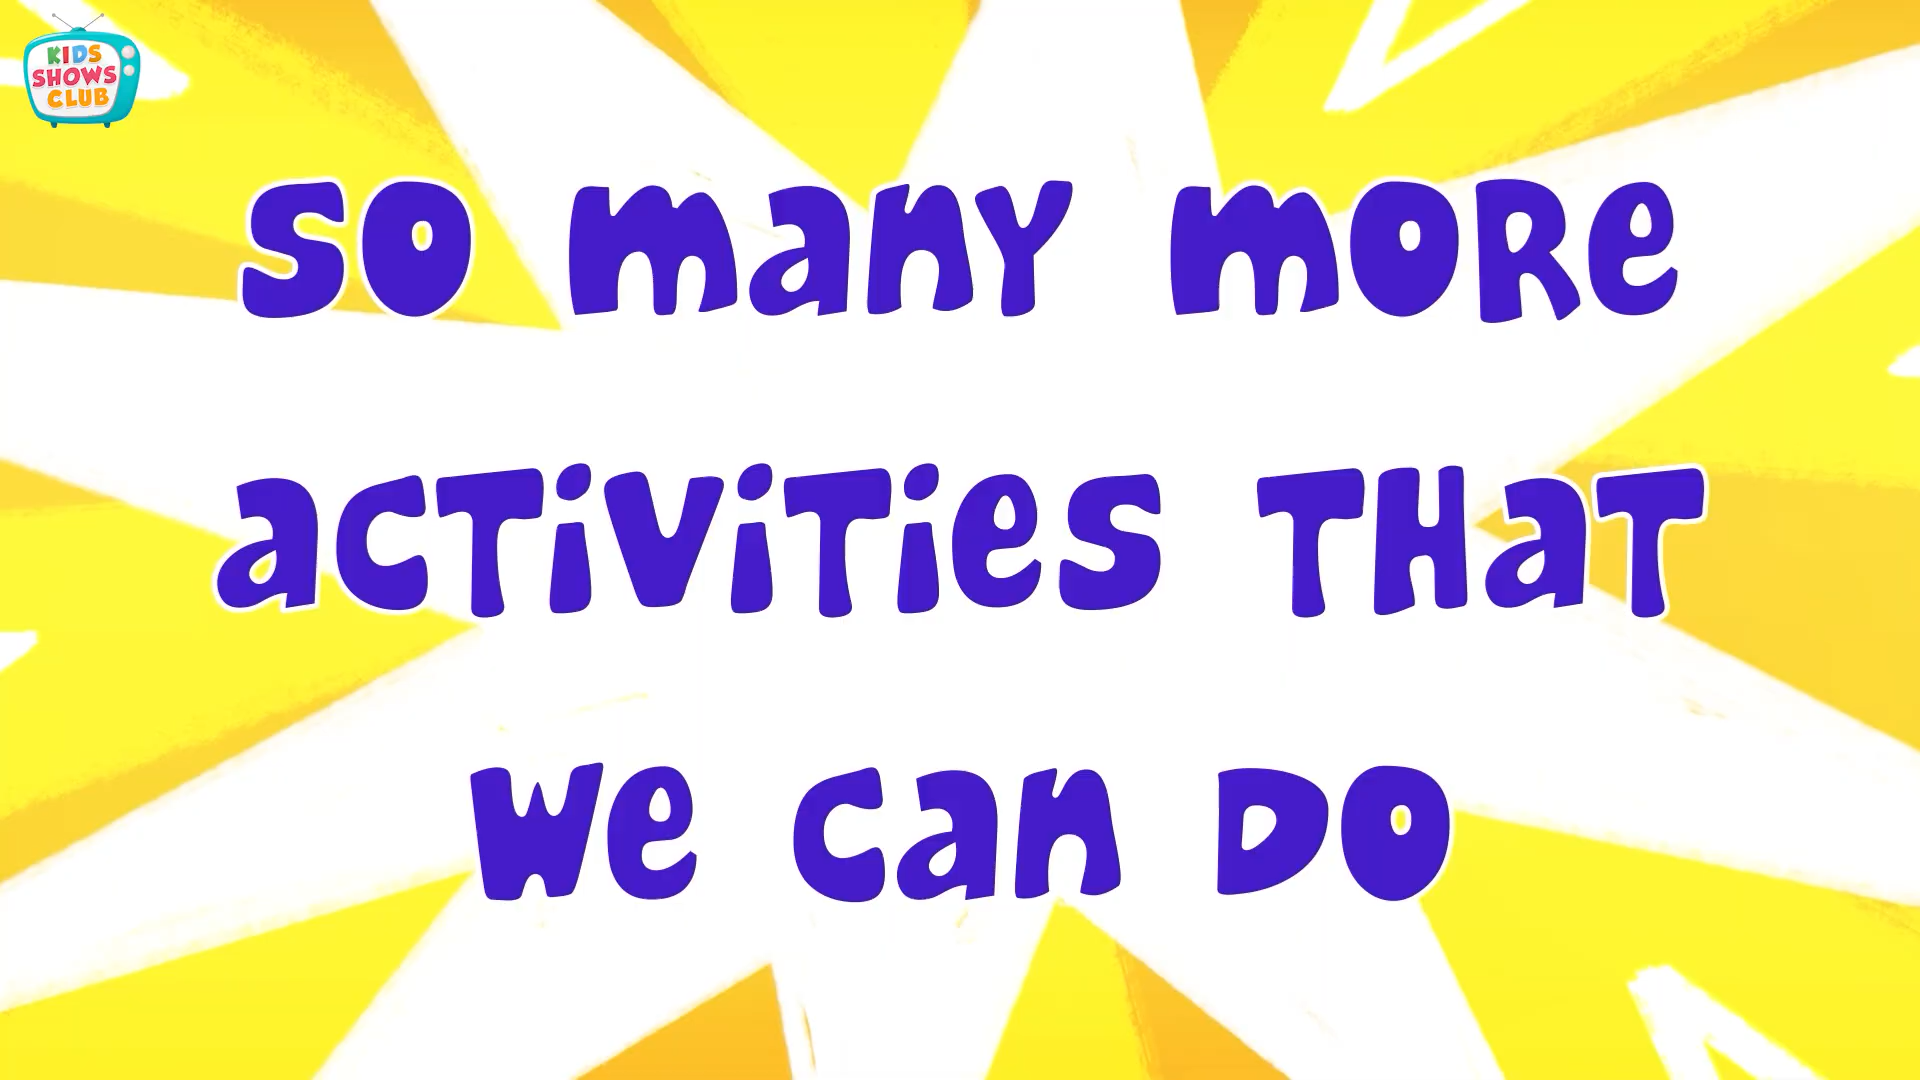 KIDS
SHOWS
CLUB
SO MANY MORE
ACTIVITIES THAT
WE CAN DO